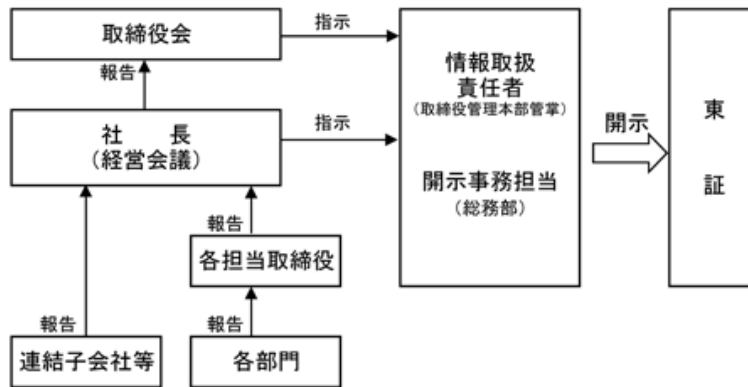 取締役会
指示
報告
社　　長
（経営会議）
指示
情報取扱
責任者
（取締役管理本部管掌）
開示事務担当
（総務部）
開示
東
証
報告
各担当取締役
報告
報告
連結子会社等
各部門